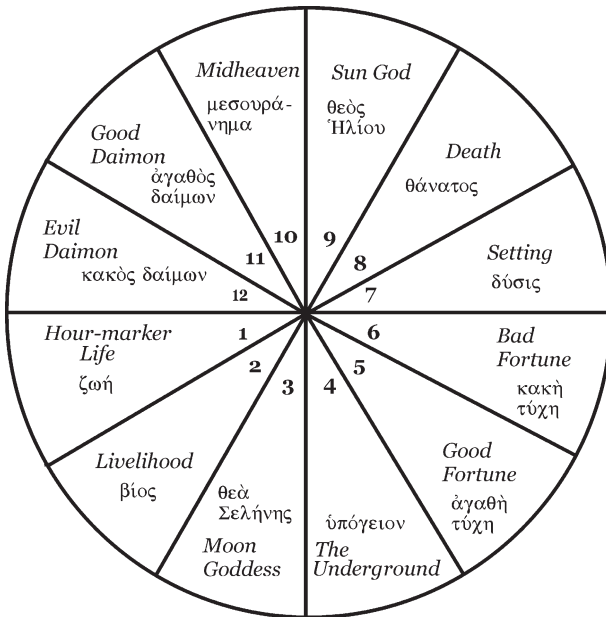 Midheaven
μεσουρά-
νημα
10
Sun God
θεὸς
Ἡλίου
9
Death
θάνατος
8
Setting
δύσις
7
6
Bad
Fortune
κακὴ
τύχη
5
Good
Fortune
ἀγαθὴ
τύχη
4
ὑπόγειον
The
Underground
3
θεὰ
Σελήνης
Moon
Goddess
2
Livelihood
βίος
1
Hour-marker
Life
ζωή
12
Evil
Daimon
κακὸς δαίμων
11
Good
Daimon
ἀγαθὸς
δαίμων